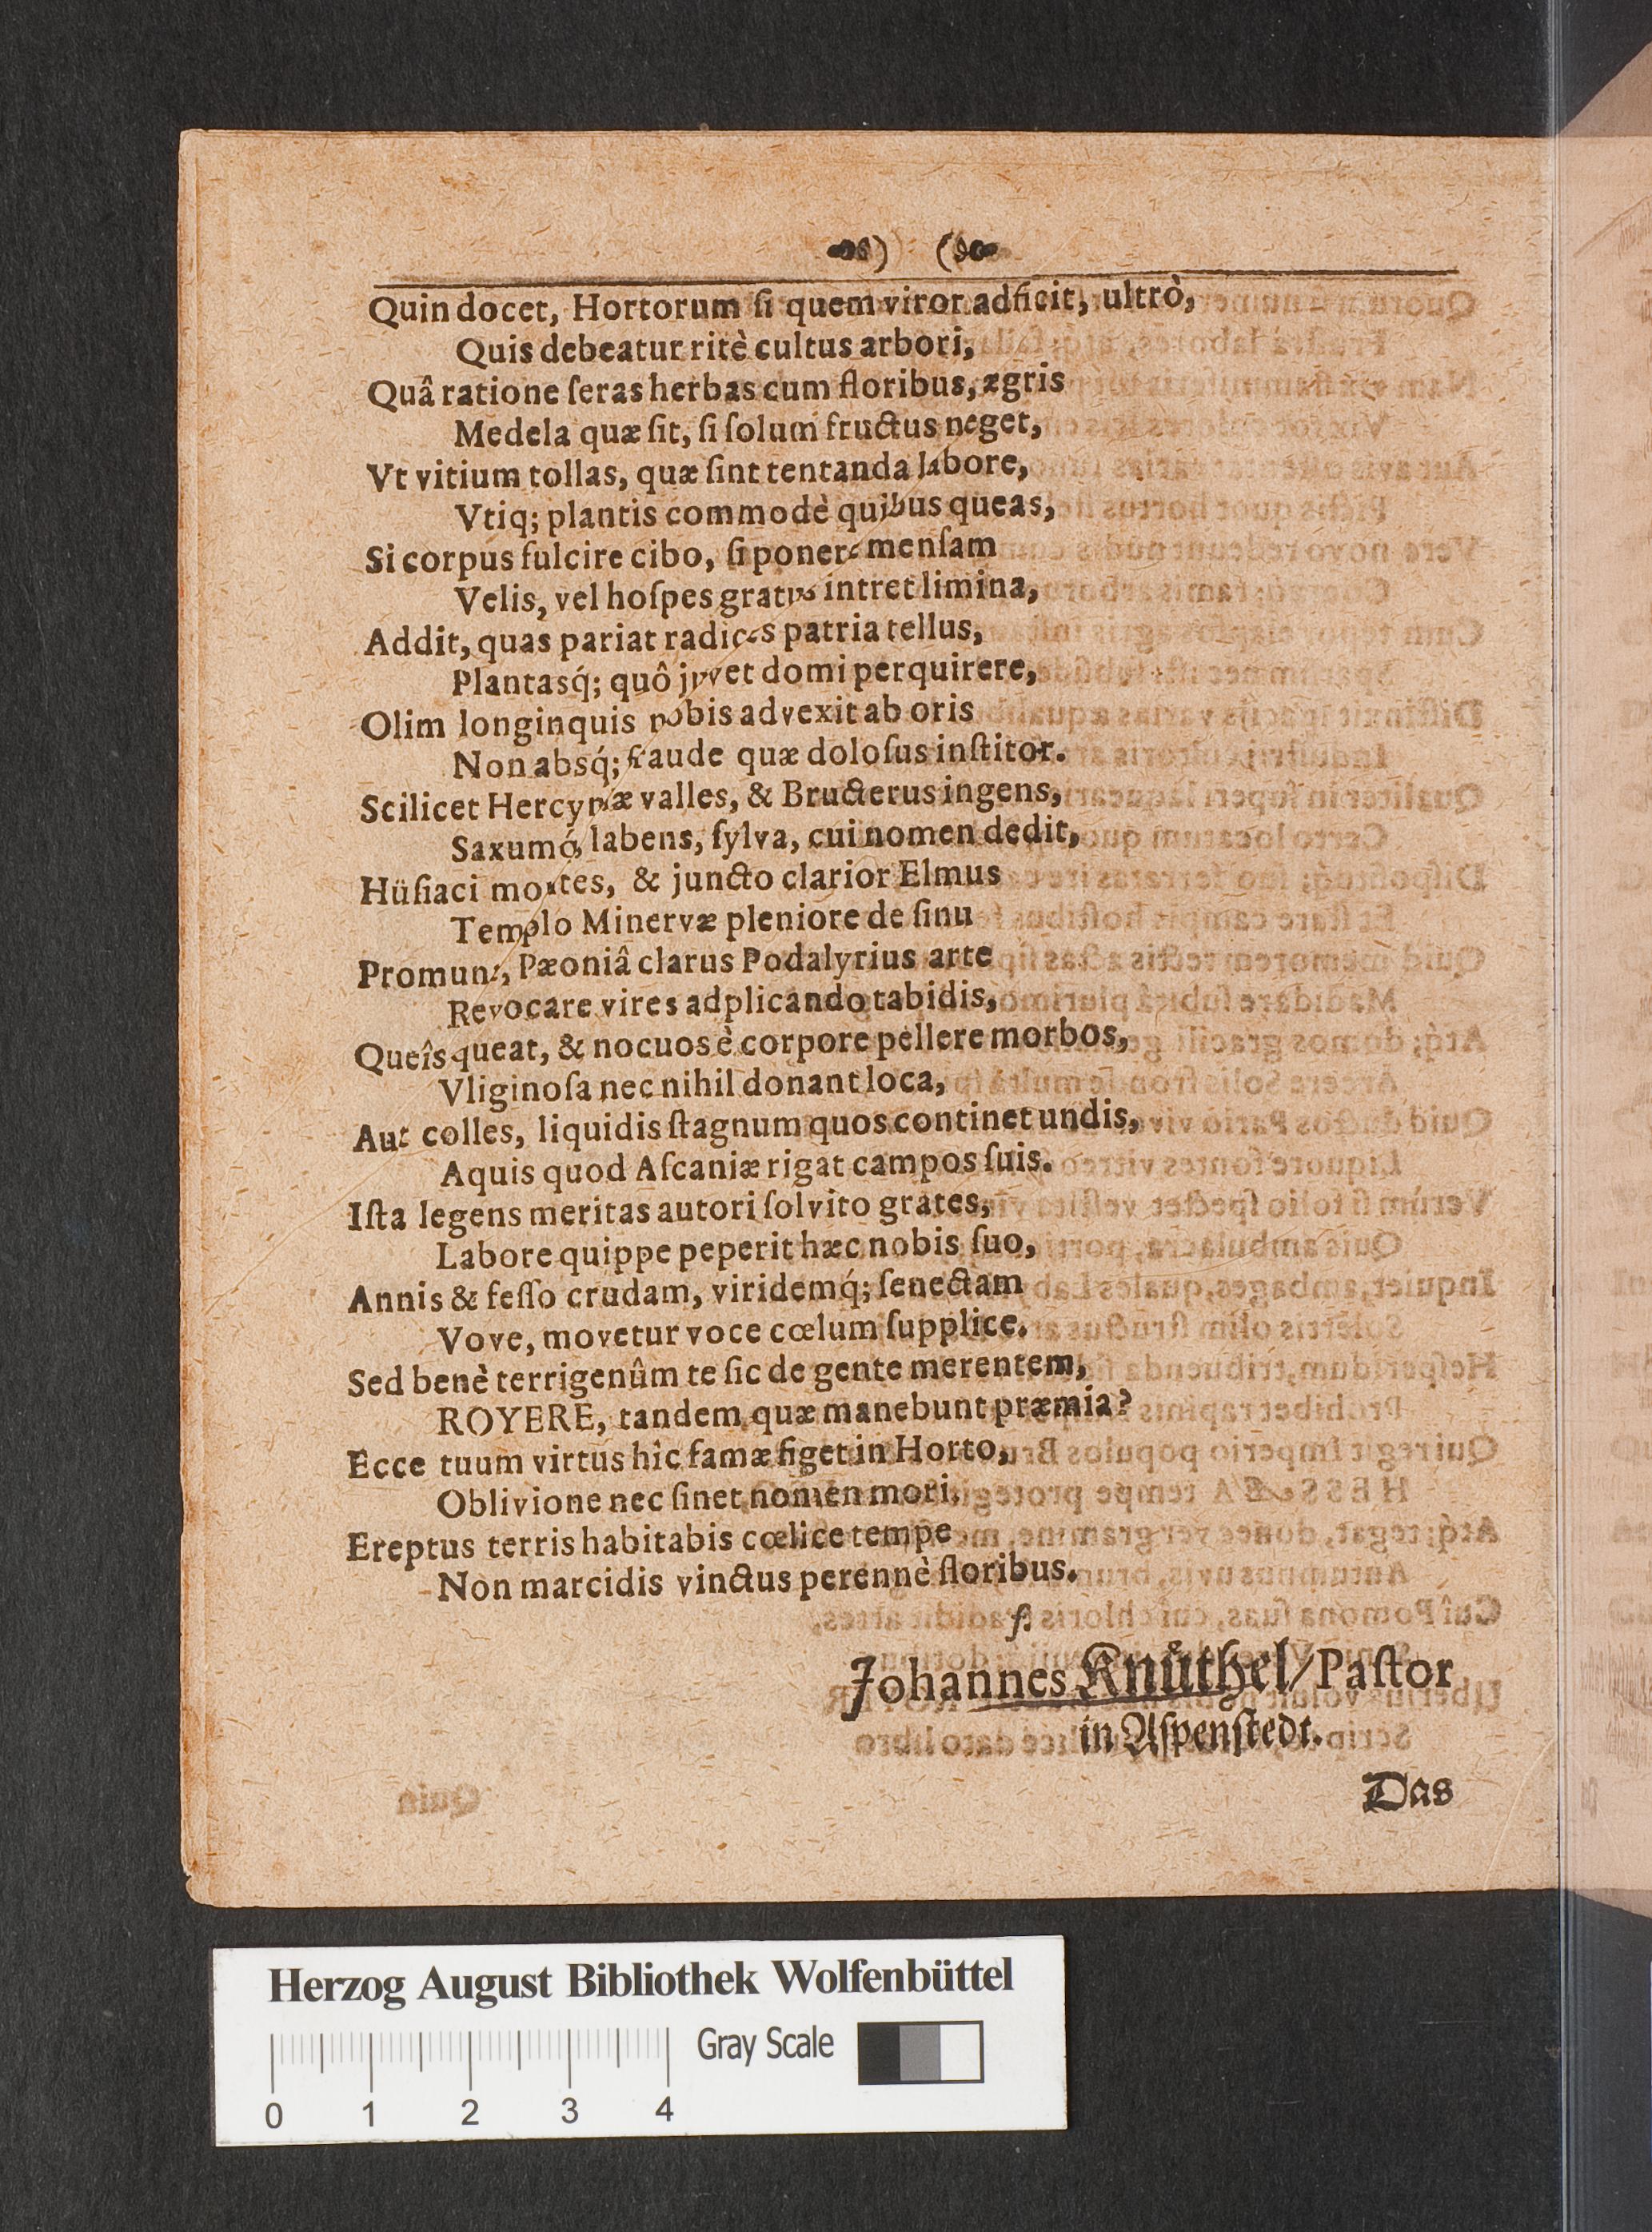 Quin docet, Hortorum ſi quem viror adficit, ultrò,
Quis debeatur ritè cultus arbori,
Quâ ratione ſeras herbas cum floribus, ægris
Medela quæ ſit, ſi ſolum fructus neget,
Vt vitium tollas, quæ ſint tentanda labore,
Vtiq; plantis commodè quibus queas,
Si corpus fulcire cibo, ſi ponere menſam
Velis, vel hoſpes gratus intret limina,
Addit, quas pariat radices patria tellus,
Plantasq́; quô juvet domi perquirere,
Olim longinquis nobis advexit ab oris
Non absq́; fraude quæ doloſus inſtitor.
Scilicet Hercyniæ valles, & Bructerus ingens,
Saxumq́, labens, ſylva, cui nomen dedit,
Hüſiaci montes, & juncto clarior Elmus
Templo Minervæ pleniore de ſinu
Promunt, Pæoniâ clarus Podalyrius arte
Revocare vires adplicando tabidis,
Queîs queat, & nocuos è corpore pellere morbos,
Vliginoſa nec nihil donant loca,
Aut colles, liquidis ſtagnum quos continet undis,
Aquis quod Aſcaniæ rigat campos ſuis.
Iſta legens meritas autori ſolvito grates,
Labore quippe peperit hæc nobis ſuo,
Annis & feſſo crudam, viridemq́; ſenectam
Vove, movetur voce cœlum ſupplice.
Sed benè terrigenûm te ſic de gente merentem,
ROYERE, tandem quæ manebunt præmia?
Ecce tuum virtus hîc famæ figet in Horto,
Oblivione nec ſinet nomen mori.
Ereptus terris habitabis cœlice tempe
Non marcidis vinctus perennè floribus.
ſ.
Johannes Knuͤthel/ Paſtor
in Aſpenſtedt.
Das
Herzog August Bibliothek Wolfenbüttel
Gray Scale
0 1 2 3 4